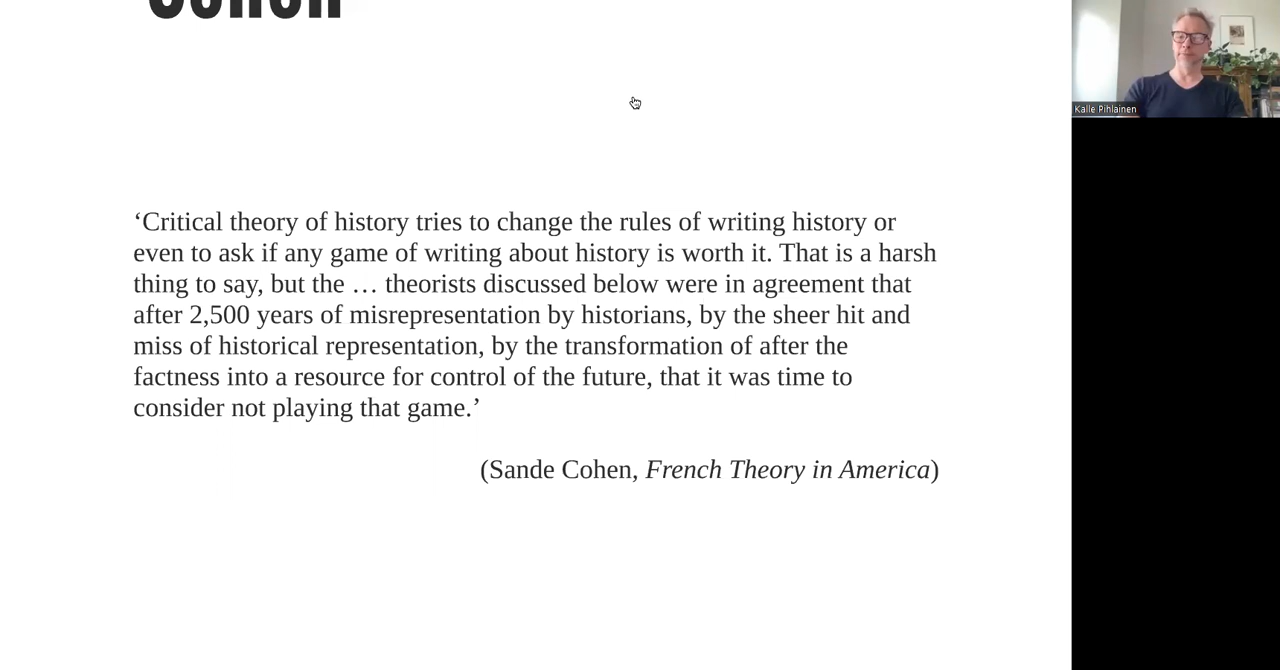 Cohen
‘Critical theory of history tries to change the rules of writing history or
even to ask if any game of writing about history is worth it. That is a harsh
thing to say, but the … theorists discussed below were in agreement that
after 2,500 years of misrepresentation by historians, by the sheer hit and
miss of historical representation, by the transformation of after the
factness into a resource for control of the future, that it was time to
consider not playing that game.’
(Sande Cohen, French Theory in America)
Kalle Pihlainen